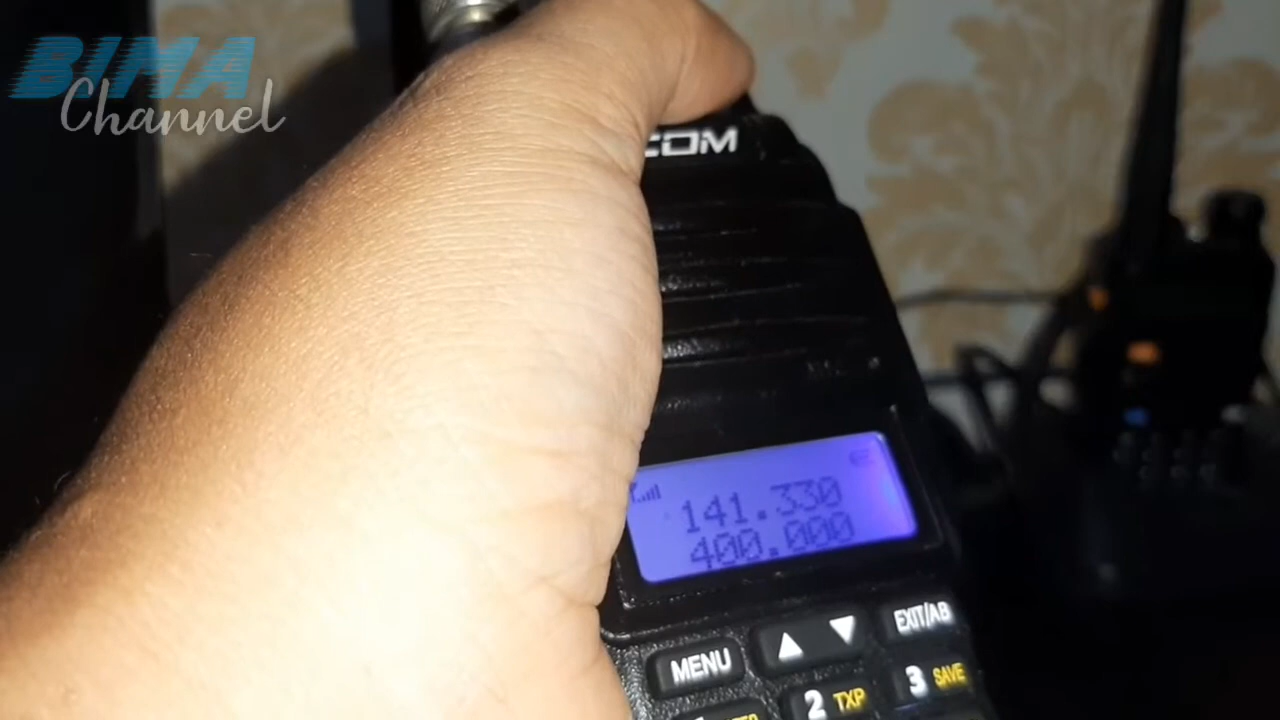 BIMA
Channel
COM
141.330
400.000
EXIT/AB
MENU
3 SAVE
2 TXP